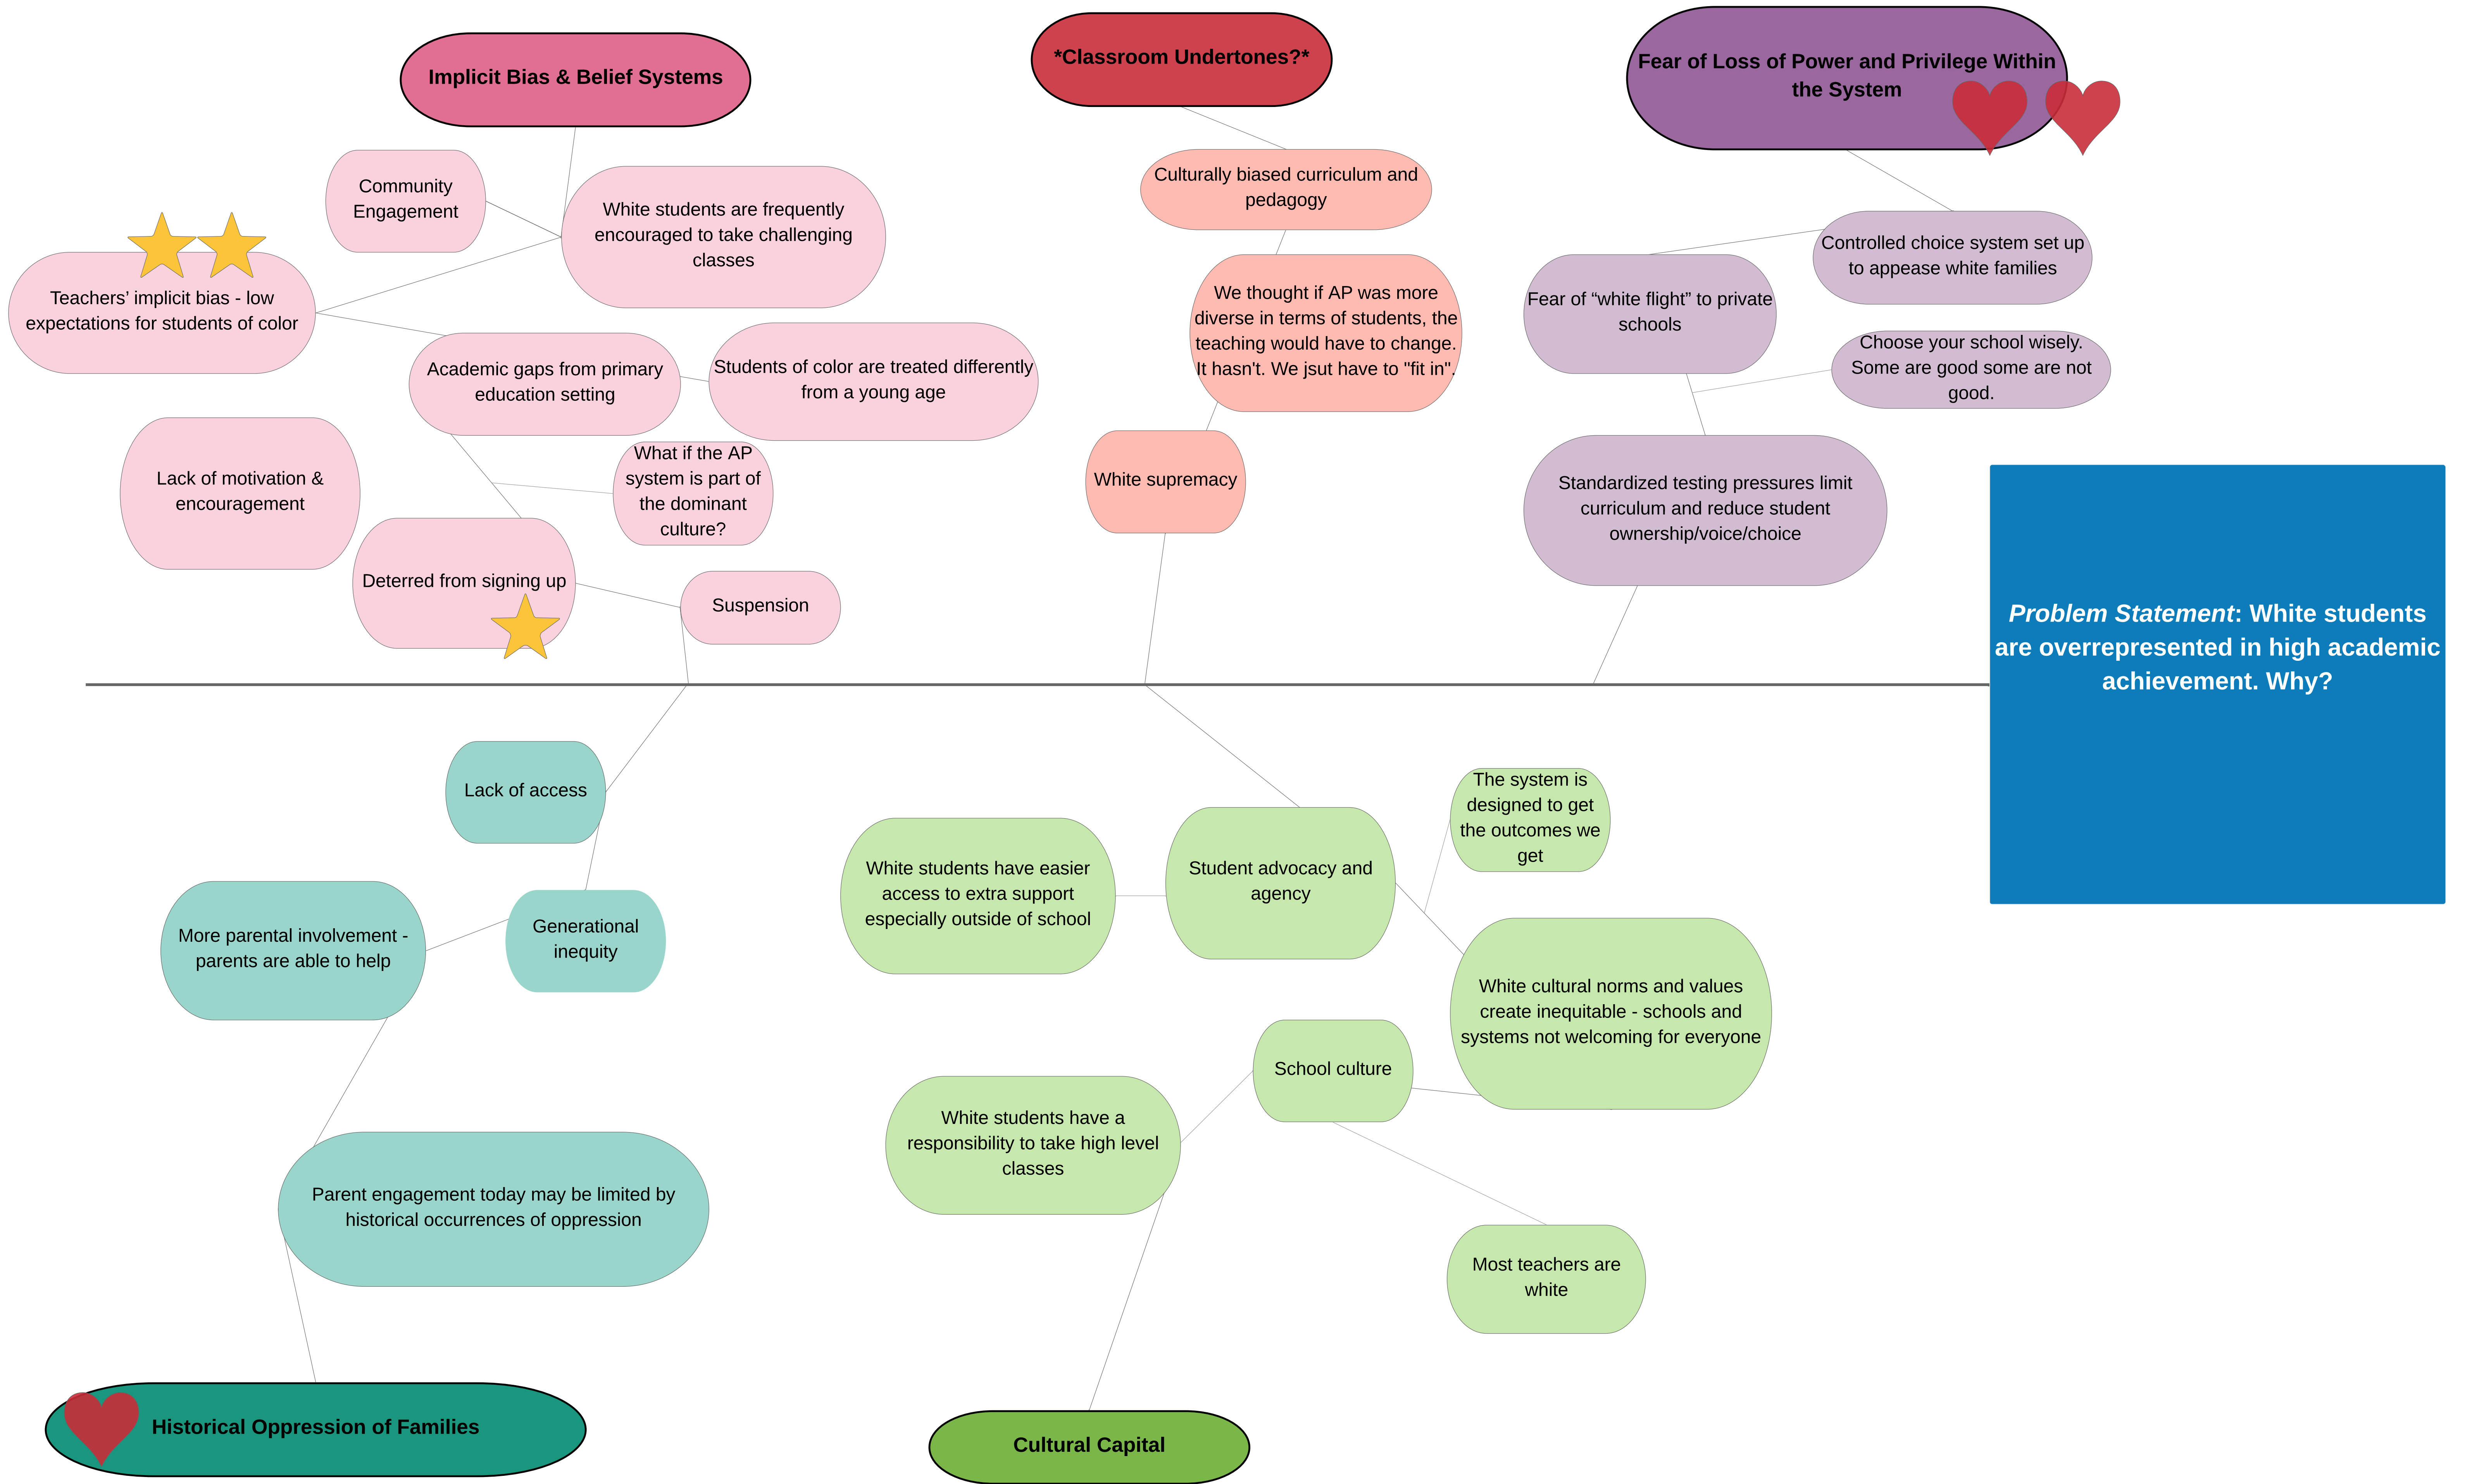 Implicit Bias & Belief Systems
Community
Engagement
White students are frequently
encouraged to take challenging
classes
Teachers’ implicit bias - low
expectations for students of color
Academic gaps from primary
education setting
Students of color are treated differently
from a young age
Lack of motivation &
encouragement
What if the AP
system is part of
the dominant
culture?
Deterred from signing up
Suspension
*Classroom Undertones?*
Culturally biased curriculum and
pedagogy
We thought if AP was more
diverse in terms of students, the
teaching would have to change.
It hasn't. We jsut have to "fit in".
White supremacy
Fear of Loss of Power and Privilege Within
the System
Controlled choice system set up
to appease white families
Fear of “white flight” to private
schools
Choose your school wisely.
Some are good some are not
good.
Standardized testing pressures limit
curriculum and reduce student
ownership/voice/choice
Problem Statement: White students
are overrepresented in high academic
achievement. Why?
Lack of access
Generational
inequity
More parental involvement -
parents are able to help
Parent engagement today may be limited by
historical occurrences of oppression
Historical Oppression of Families
The system is
designed to get
the outcomes we
get
White students have easier
access to extra support
especially outside of school
Student advocacy and
agency
White cultural norms and values
create inequitable - schools and
systems not welcoming for everyone
School culture
White students have a
responsibility to take high level
classes
Most teachers are
white
Cultural Capital